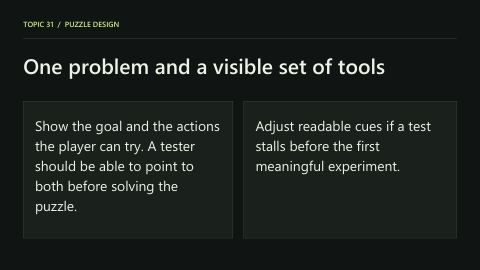 TOPIC 31 / PUZZLE DESIGN
One problem and a visible set of tools
Show the goal and the actions
the player can try. A tester
should be able to point to
both before solving the
puzzle.
Adjust readable cues if a test
stalls before the first
meaningful experiment.